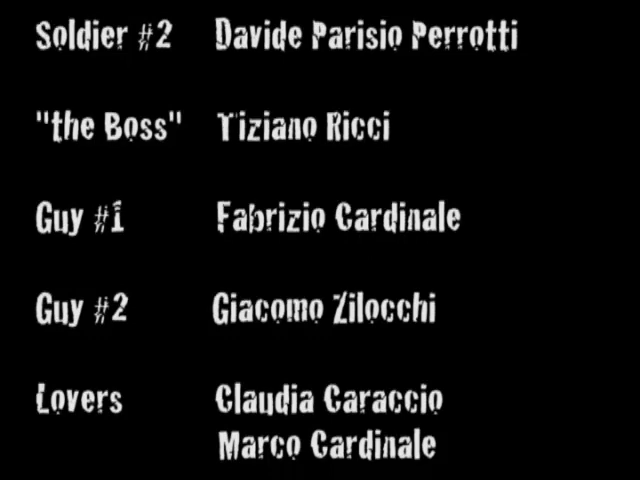 Soldier #2 Davide Parisio Perrotti
"the Boss" Tiziano Ricci
Guy #1 Fabrizio Cardinale
Guy #2 Giacomo Zilocchi
Lovers Claudia Caraccio
Marco Cardinale